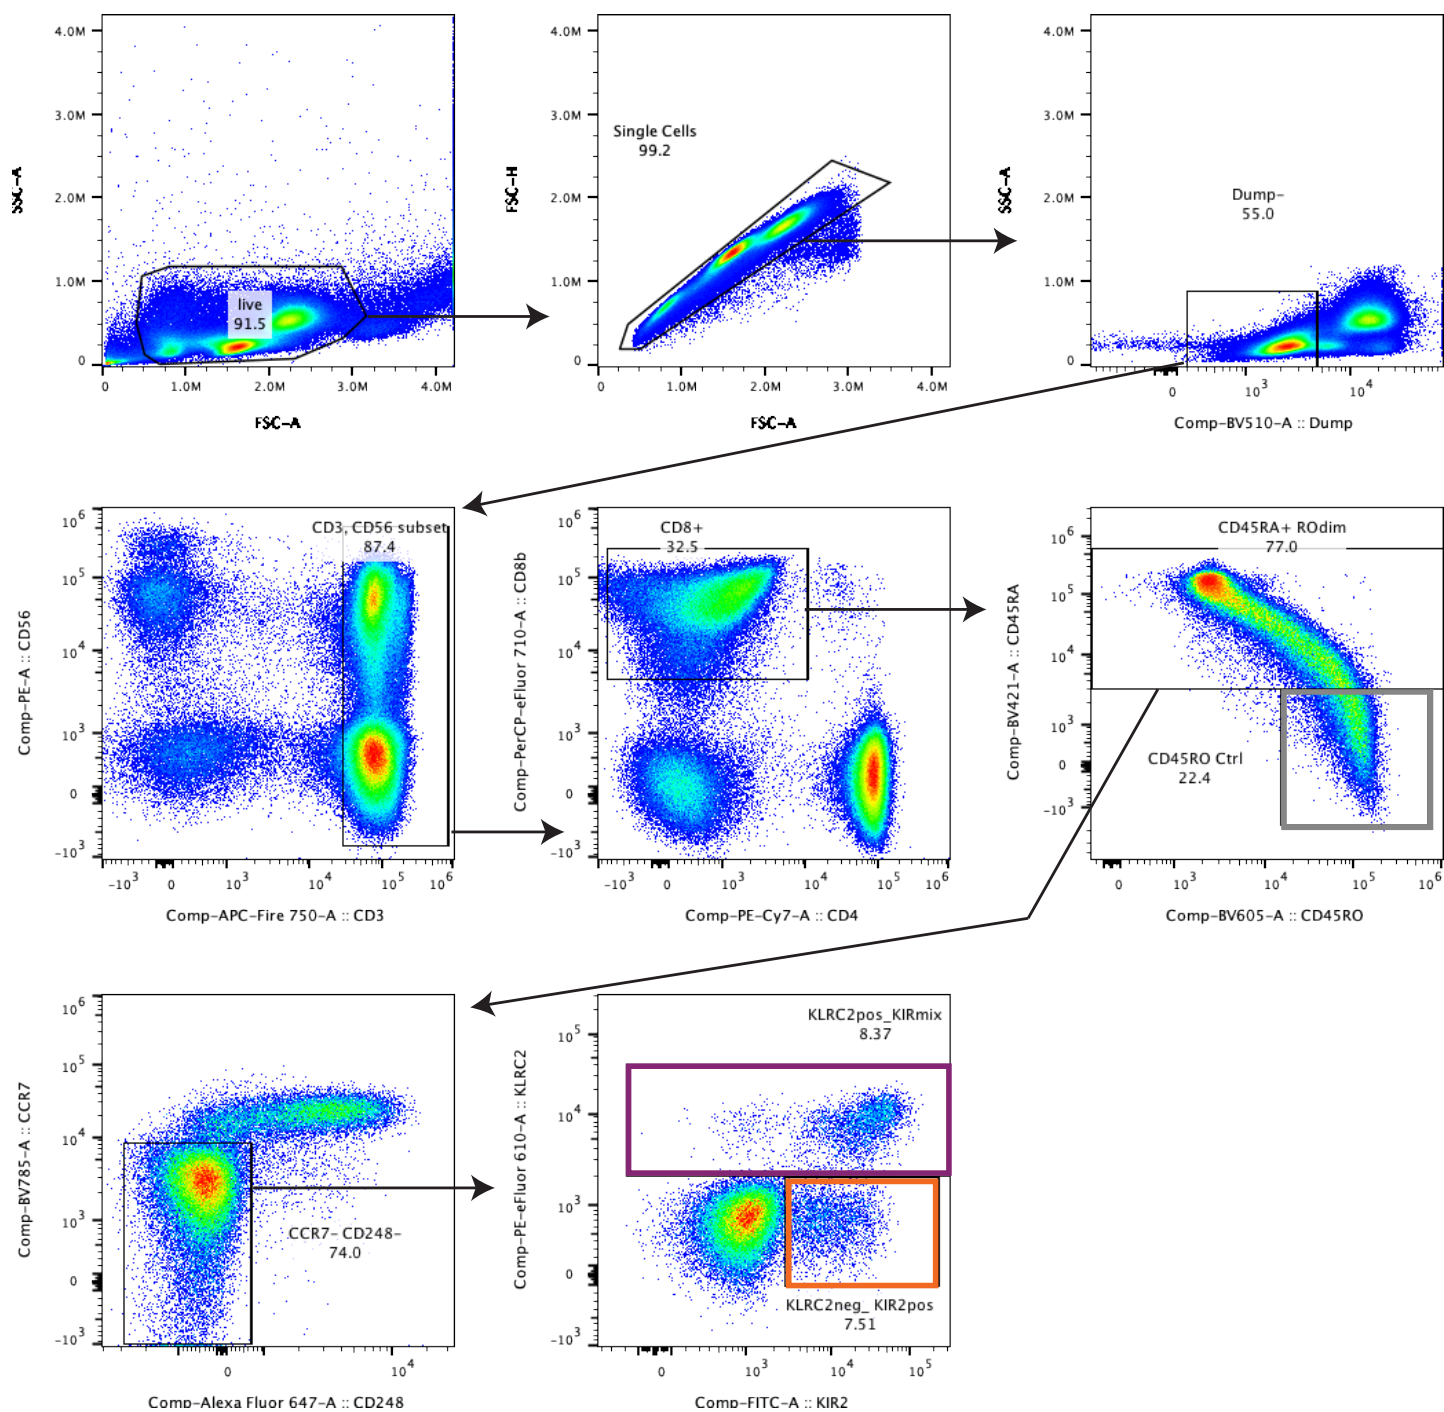 4.0M
3.0M
2.0M
1.0M
0
SSC-A
live
91.5
0
1.0M
2.0M
3.0M
4.0M
FSC-A
4.0M
3.0M
2.0M
1.0M
0
FSC-H
Single Cells
99.2
0
1.0M
2.0M
3.0M
4.0M
FSC-A
4.0M
3.0M
2.0M
1.0M
0
SSC-A
Dump-
55.0
0
10^3
10^4
Comp-BV510-A :: Dump
10^6
10^5
10^4
10^3
0
-10^3
Comp-PE-A :: CD56
CD3, CD56 subset
87.4
-10^3
0
10^3
10^4
10^5
10^6
Comp-APC-Fire 750-A :: CD3
10^6
10^5
10^4
10^3
0
-10^3
Comp-PerCP-eFluor 710-A :: CD8b
CD8+
32.5
-10^3
0
10^3
10^4
10^5
10^6
Comp-PE-Cy7-A :: CD4
10^6
10^5
10^4
10^3
0
-10^3
Comp-BV421-A :: CD45RA
CD45RA+ ROdim
77.0
CD45RO Ctrl
22.4
0
10^3
10^4
10^5
10^6
Comp-BV605-A :: CD45RO
10^6
10^5
10^4
10^3
0
-10^3
Comp-BV785-A :: CCR7
CCR7- CD248-
74.0
0
10^4
Comp-Alexa Fluor 647-A :: CD248
10^5
10^4
10^3
0
-10^3
Comp-PE-eFluor 610-A :: KLRC2
KLRC2pos_KIRmix
8.37
KLRC2neg_ KIR2pos
7.51
0
10^3
10^4
10^5
Comp-FITC-A :: KIR2